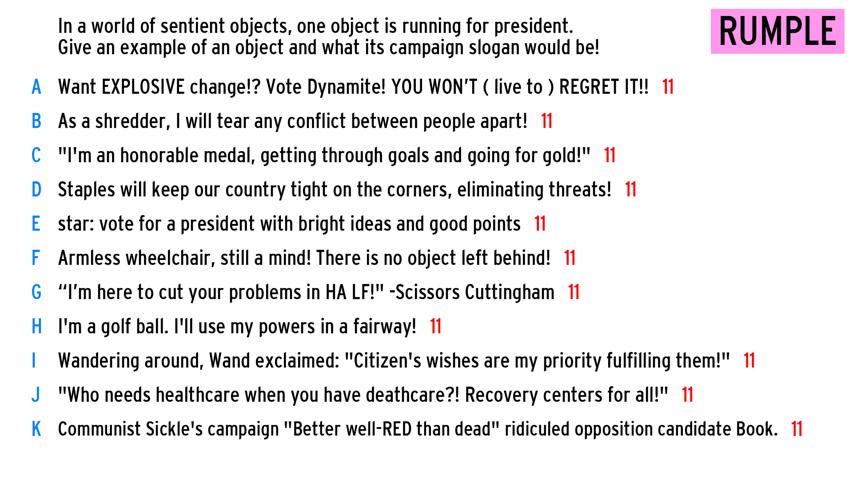 In a world of sentient objects, one object is running for president.
Give an example of an object and what its campaign slogan would be!
RUMPLE
A Want EXPLOSIVE change!? Vote Dynamite! YOU WON'T ( live to ) REGRET IT!! 11
B As a shredder, I will tear any conflict between people apart! 11
C "I'm an honorable medal, getting through goals and going for gold!" 11
D Staples will keep our country tight on the corners, eliminating threats! 11
E star: vote for a president with bright ideas and good points 11
F Armless wheelchair, still a mind! There is no object left behind! 11
G “I’m here to cut your problems in HA LF!" -Scissors Cuttingham 11
H I'm a golf ball. I'll use my powers in a fairway! 11
I Wandering around, Wand exclaimed: "Citizen's wishes are my priority fulfilling them!" 11
J "Who needs healthcare when you have deathcare?! Recovery centers for all!" 11
K Communist Sickle's campaign "Better well-RED than dead" ridiculed opposition candidate Book. 11